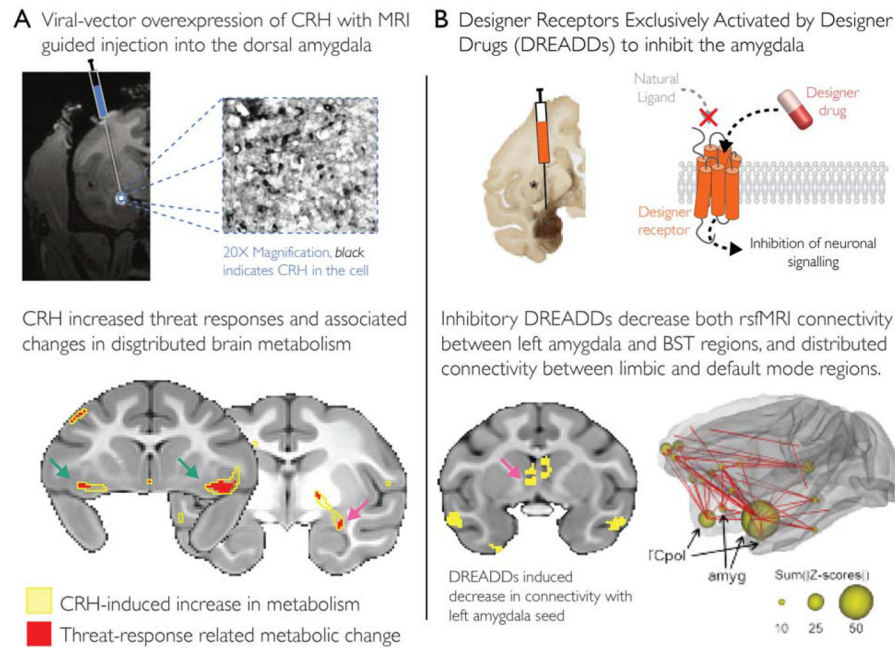 A Viral-vector overexpression of CRH with MRI
guided injection into the dorsal amygdala
20X Magnification, black
indicates CRH in the cell
CRH increased threat responses and associated
changes in disgtributed brain metabolism
CRH-induced increase in metabolism
Threat-response related metabolic change
B Designer Receptors Exclusively Activated by Designer
Drugs (DREADDs) to inhibit the amygdala
*
Natural
Ligand
Designer
drug
Designer
receptor
Inhibition of neuronal
signalling
Inhibitory DREADDs decrease both rsfMRI connectivity
between left amygdala and BST regions, and distributed
connectivity between limbic and default mode regions.
DREADDs induced
decrease in connectivity with
left amygdala seed
TCpol
amyg
Sum(|Z-scores|)
10 25 50